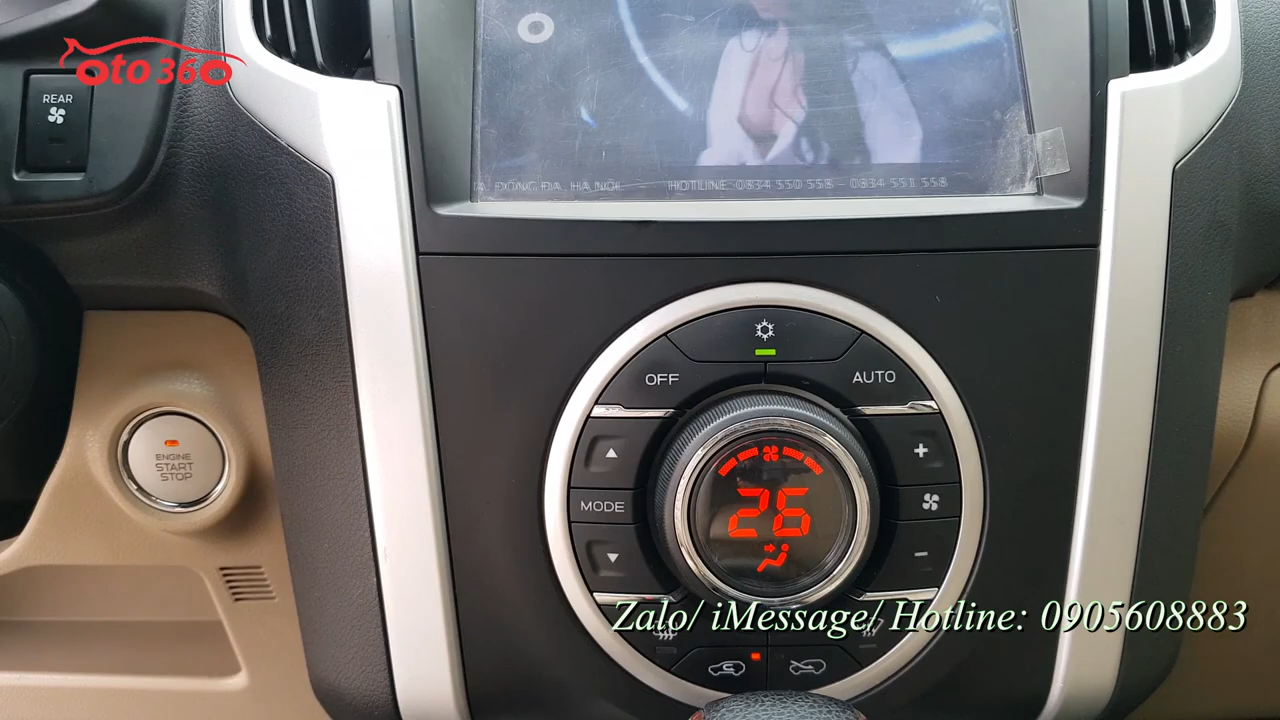 oto360
REAR
A, ĐỐNG ĐA, HÀ NỘI
HOTLINE: 0834 550 558 - 0834 551 558
OFF
AUTO
+
ENGINE
START
STOP
MODE
26
-
Zalo/ iMessage/ Hotline: 0905608883